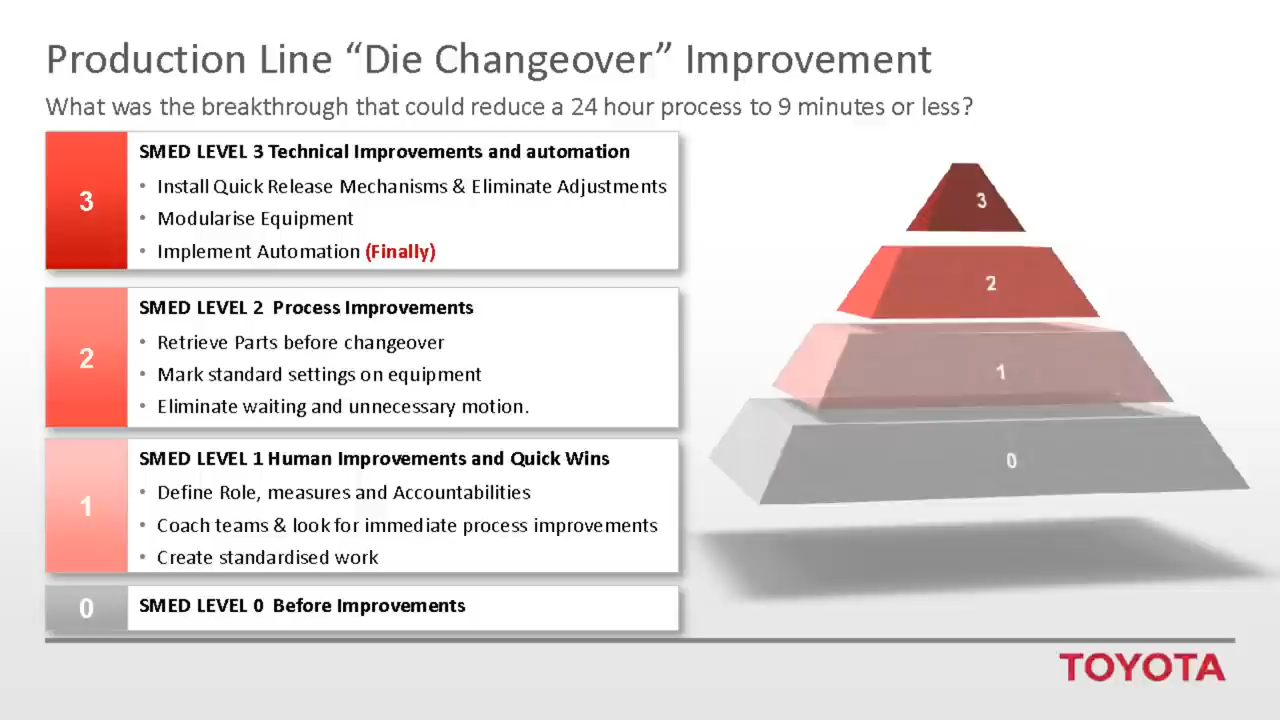 Production Line “Die Changeover” Improvement
What was the breakthrough that could reduce a 24 hour process to 9 minutes or less?
3
SMED LEVEL 3 Technical Improvements and automation
• Install Quick Release Mechanisms & Eliminate Adjustments
• Modularise Equipment
• Implement Automation (Finally)
2
SMED LEVEL 2 Process Improvements
• Retrieve Parts before changeover
• Mark standard settings on equipment
• Eliminate waiting and unnecessary motion.
1
SMED LEVEL 1 Human Improvements and Quick Wins
• Define Role, measures and Accountabilities
• Coach teams & look for immediate process improvements
• Create standardised work
0
SMED LEVEL 0 Before Improvements
3
2
1
0
TOYOTA